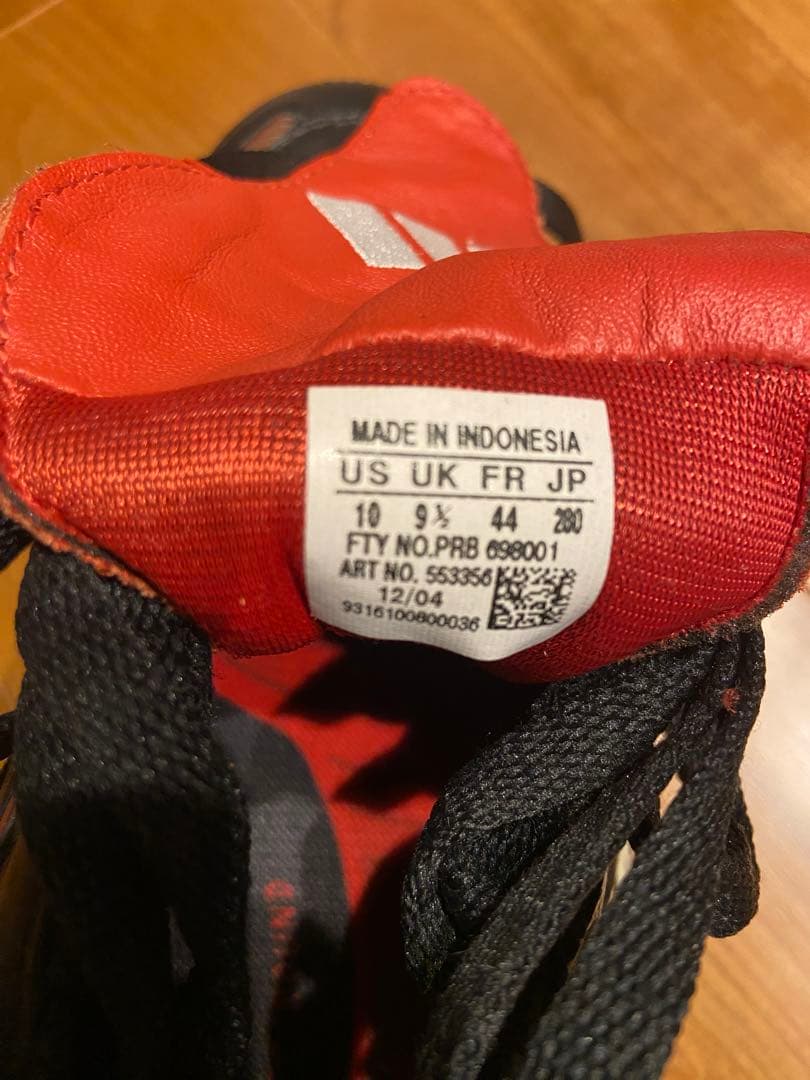 MADE IN INDONESIA
US UK FR JP
10 9½ 44 280
FTY NO.PRB 698001
ART NO. 553356
12/04
9316100800036